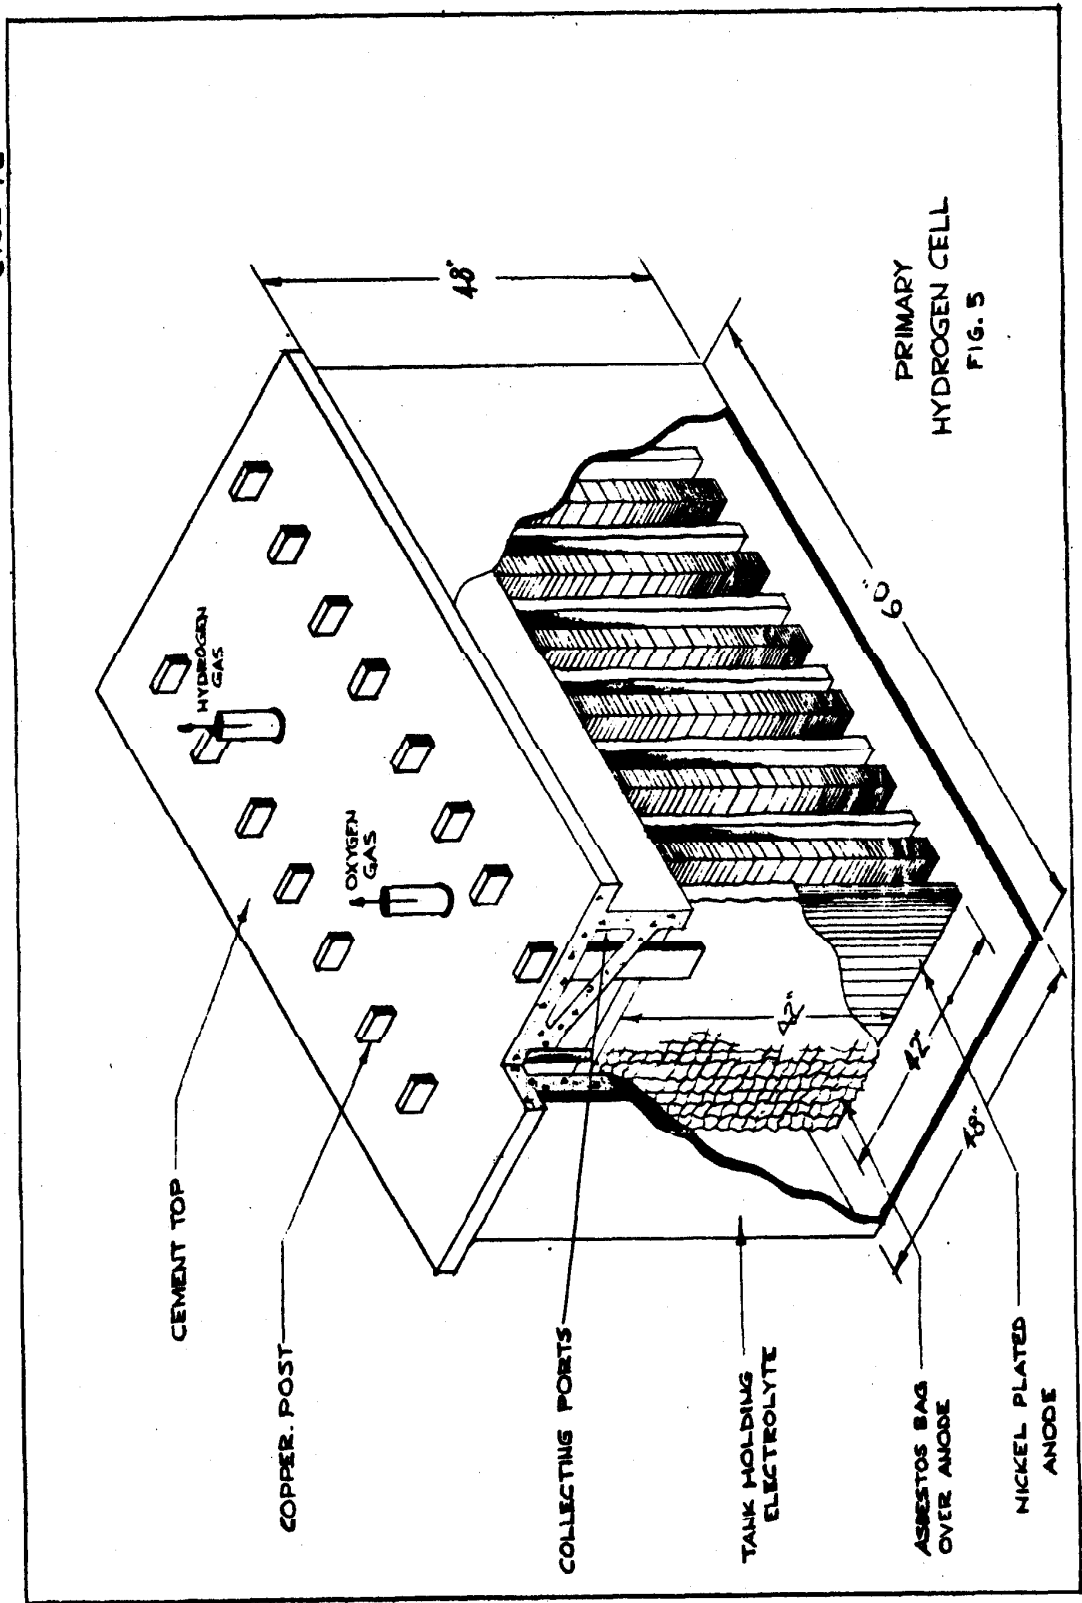 HYDROGEN
GAS
OXYGEN
GAS
CEMENT TOP
COPPER. POST
COLLECTING PORTS
TANK HOLDING
ELECTROLYTE
ASBESTOS BAG
OVER ANODE
NICKEL PLATED
ANODE
48"
60"
42"
42"
48"
PRIMARY
HYDROGEN CELL
FIG. 5